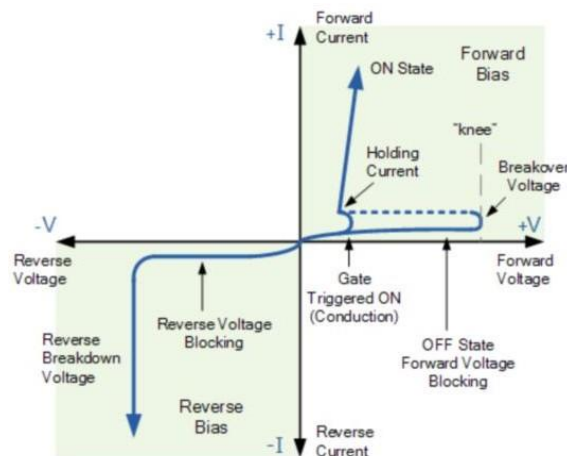 +I
Forward
Current
Forward
Bias
ON State
"knee"
Holding
Current
Breakover
Voltage
-V
+V
Reverse
Voltage
Forward
Voltage
Gate
Triggered ON
(Conduction)
Reverse Voltage
Blocking
Reverse
Breakdown
Voltage
OFF State
Forward Voltage
Blocking
Reverse
Bias
-I
Reverse
Current